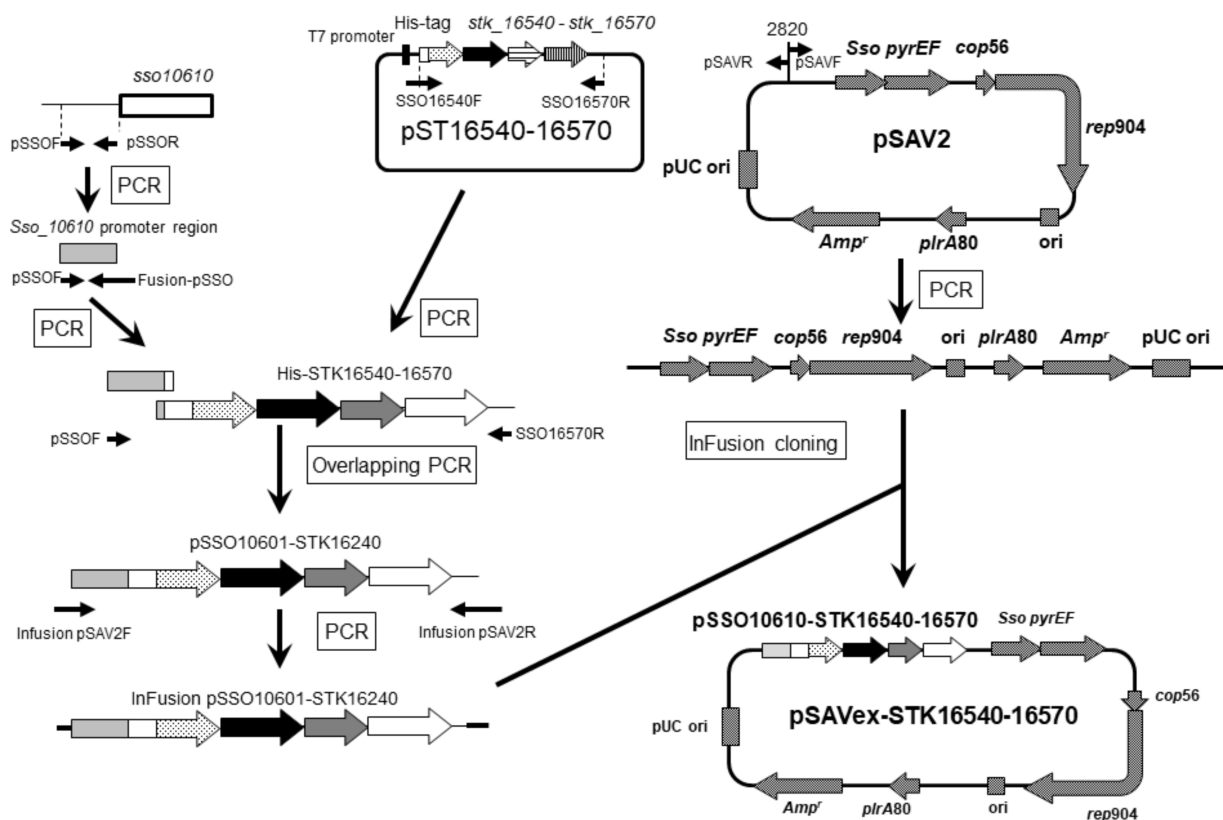 sso10610
pSSOF
pSSOR
PCR
Sso_10610 promoter region
pSSOF
Fusion-pSSO
PCR
T7 promoter
His-tag
stk_16540 - stk_16570
SSO16540F
SSO16570R
pST16540-16570
PCR
His-STK16540-16570
pSSOF
SSO16570R
Overlapping PCR
pSSO10601-STK16240
Infusion pSAV2F
Infusion pSAV2R
PCR
InFusion pSSO10601-STK16240
2820
pSAVR
pSAVF
Sso pyrEF
cop56
rep904
pSAV2
pUC ori
Ampʳ
plrA80
ori
PCR
Sso pyrEF
cop56
rep904
ori
plrA80
Ampʳ
pUC ori
InFusion cloning
pSSO10610-STK16540-16570
Sso pyrEF
cop56
pUC ori
pSAVex-STK16540-16570
Ampʳ
plrA80
ori
rep904